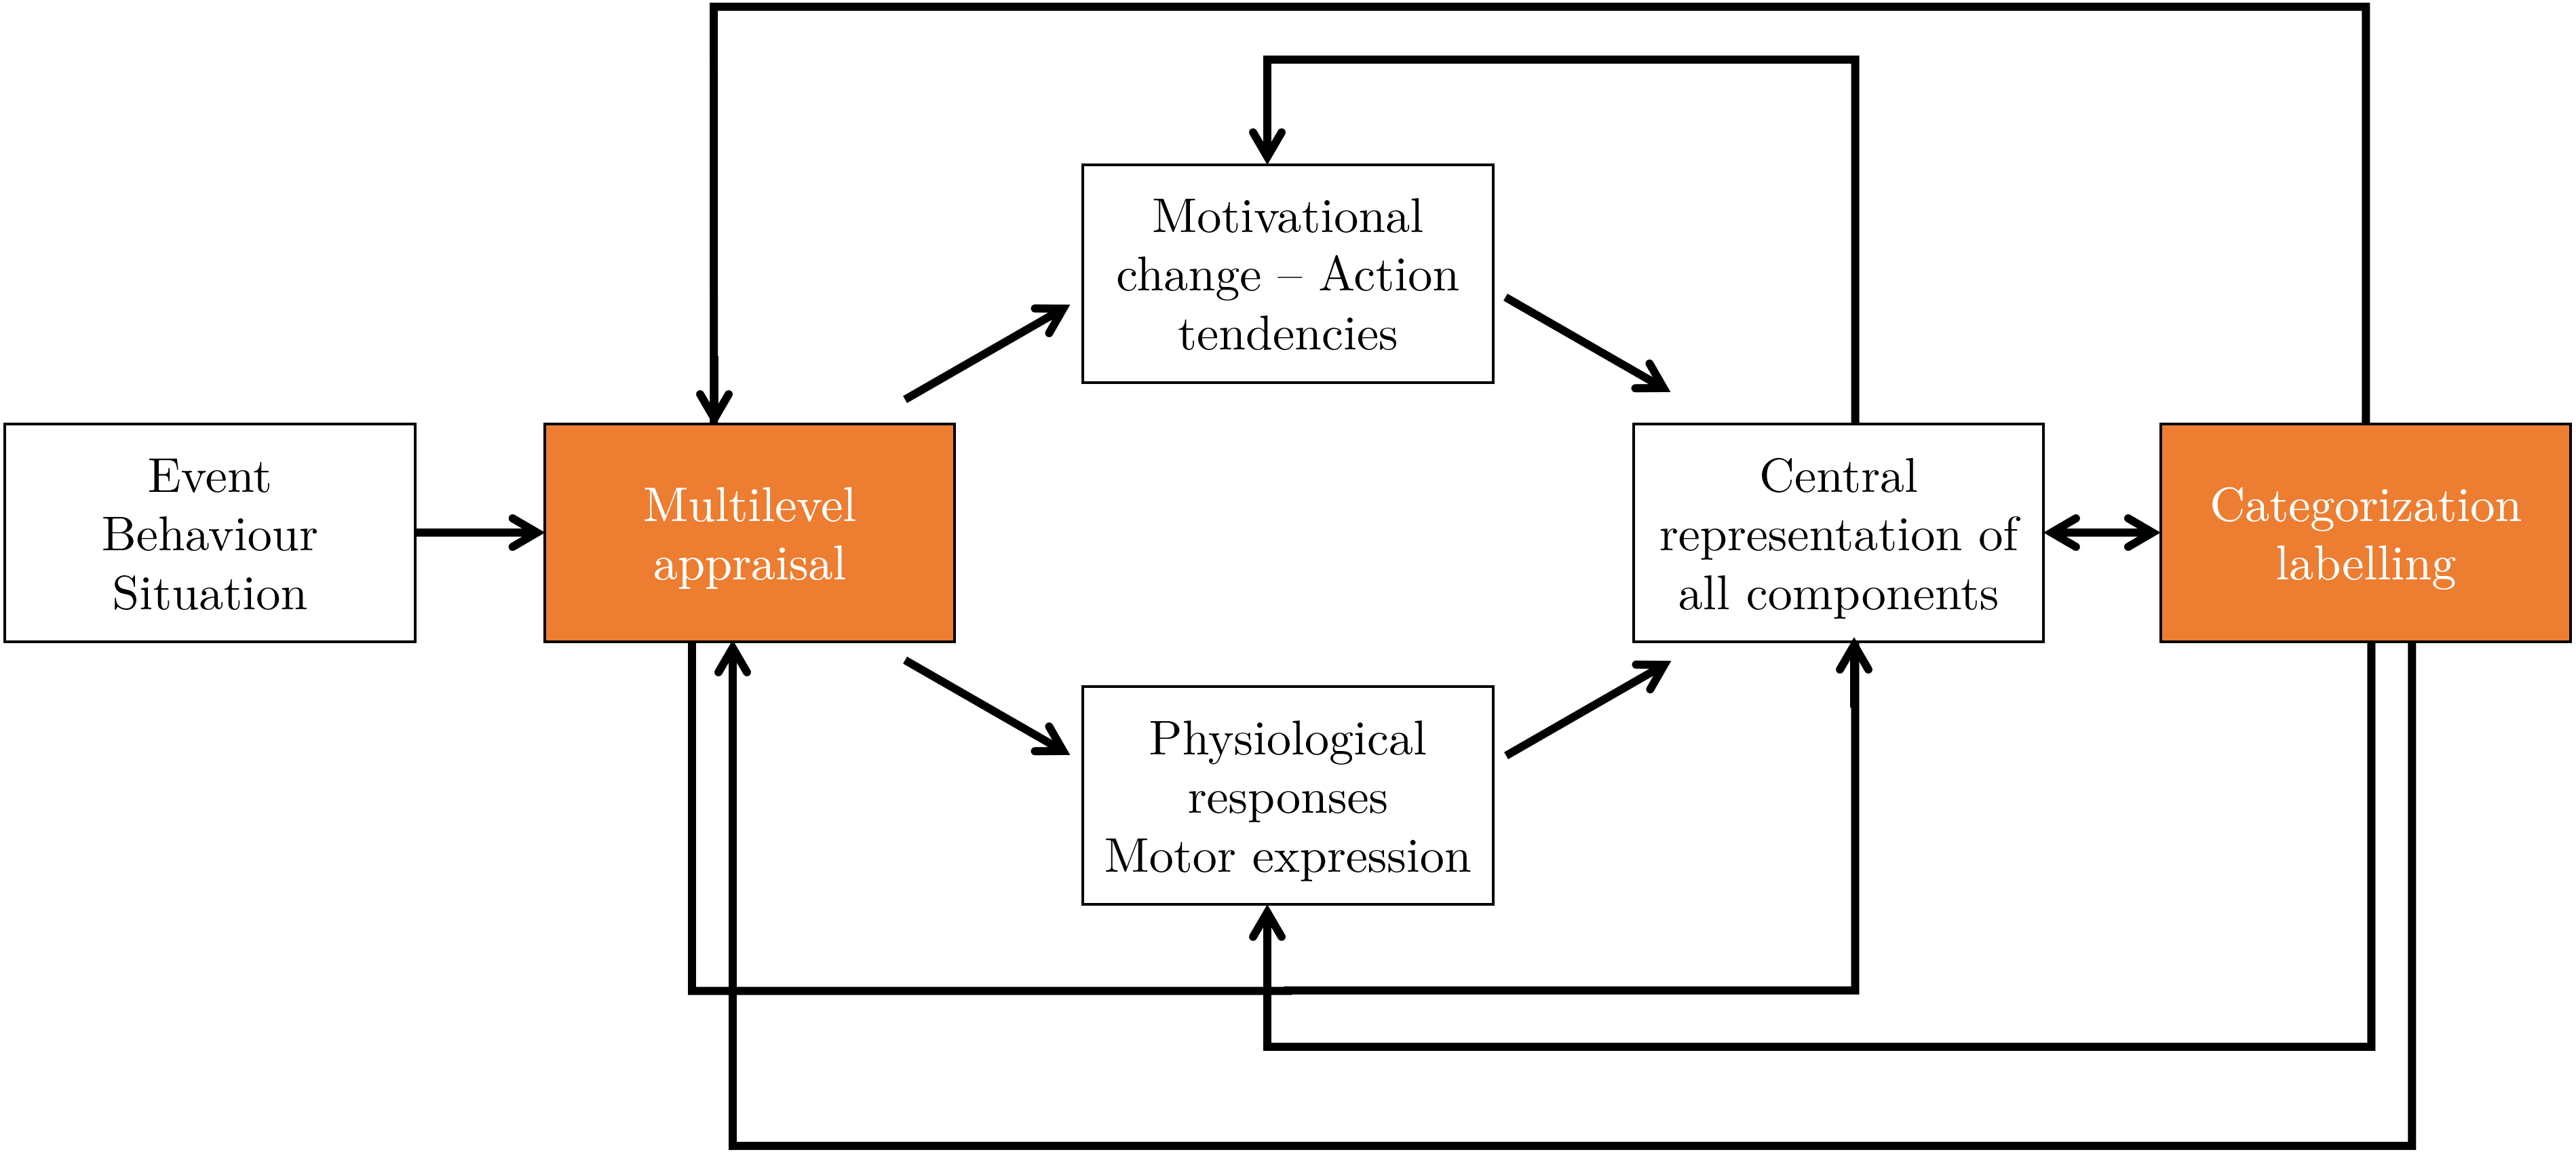 Motivational
change – Action
tendencies
Event
Behaviour
Situation
Multilevel
appraisal
Central
representation of
all components
Categorization
labelling
Physiological
responses
Motor expression